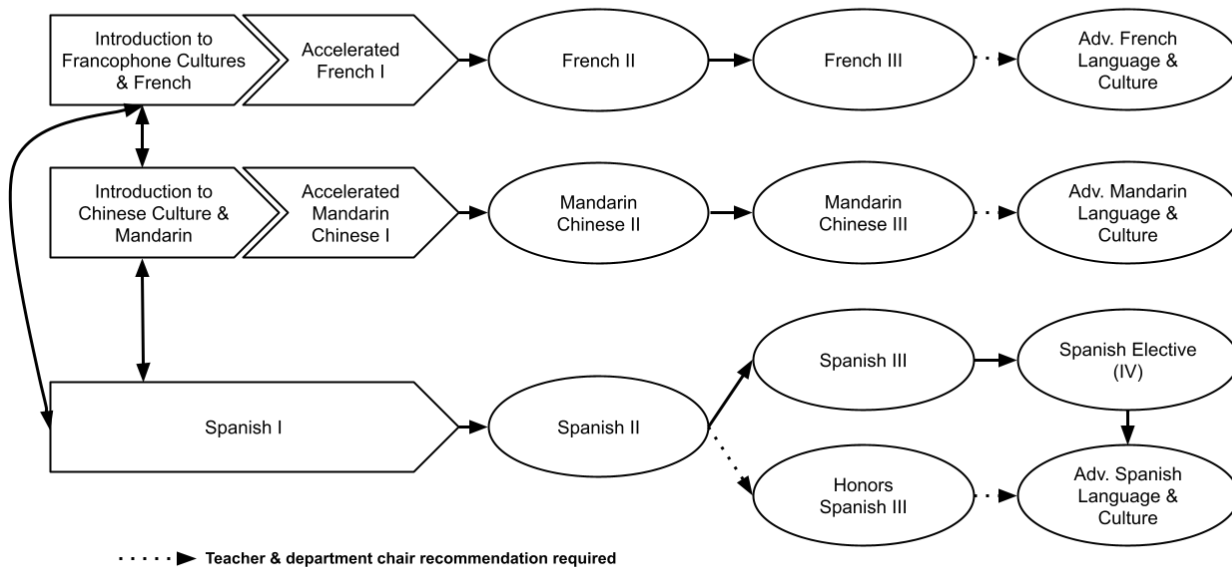 Introduction to
Francophone Cultures
& French
Accelerated
French I
French II
French III
Adv. French
Language &
Culture
Introduction to
Chinese Culture &
Mandarin
Accelerated
Mandarin
Chinese I
Mandarin
Chinese II
Mandarin
Chinese III
Adv. Mandarin
Language &
Culture
Spanish I
Spanish II
Spanish III
Spanish Elective
(IV)
Honors
Spanish III
Adv. Spanish
Language &
Culture
Teacher & department chair recommendation required